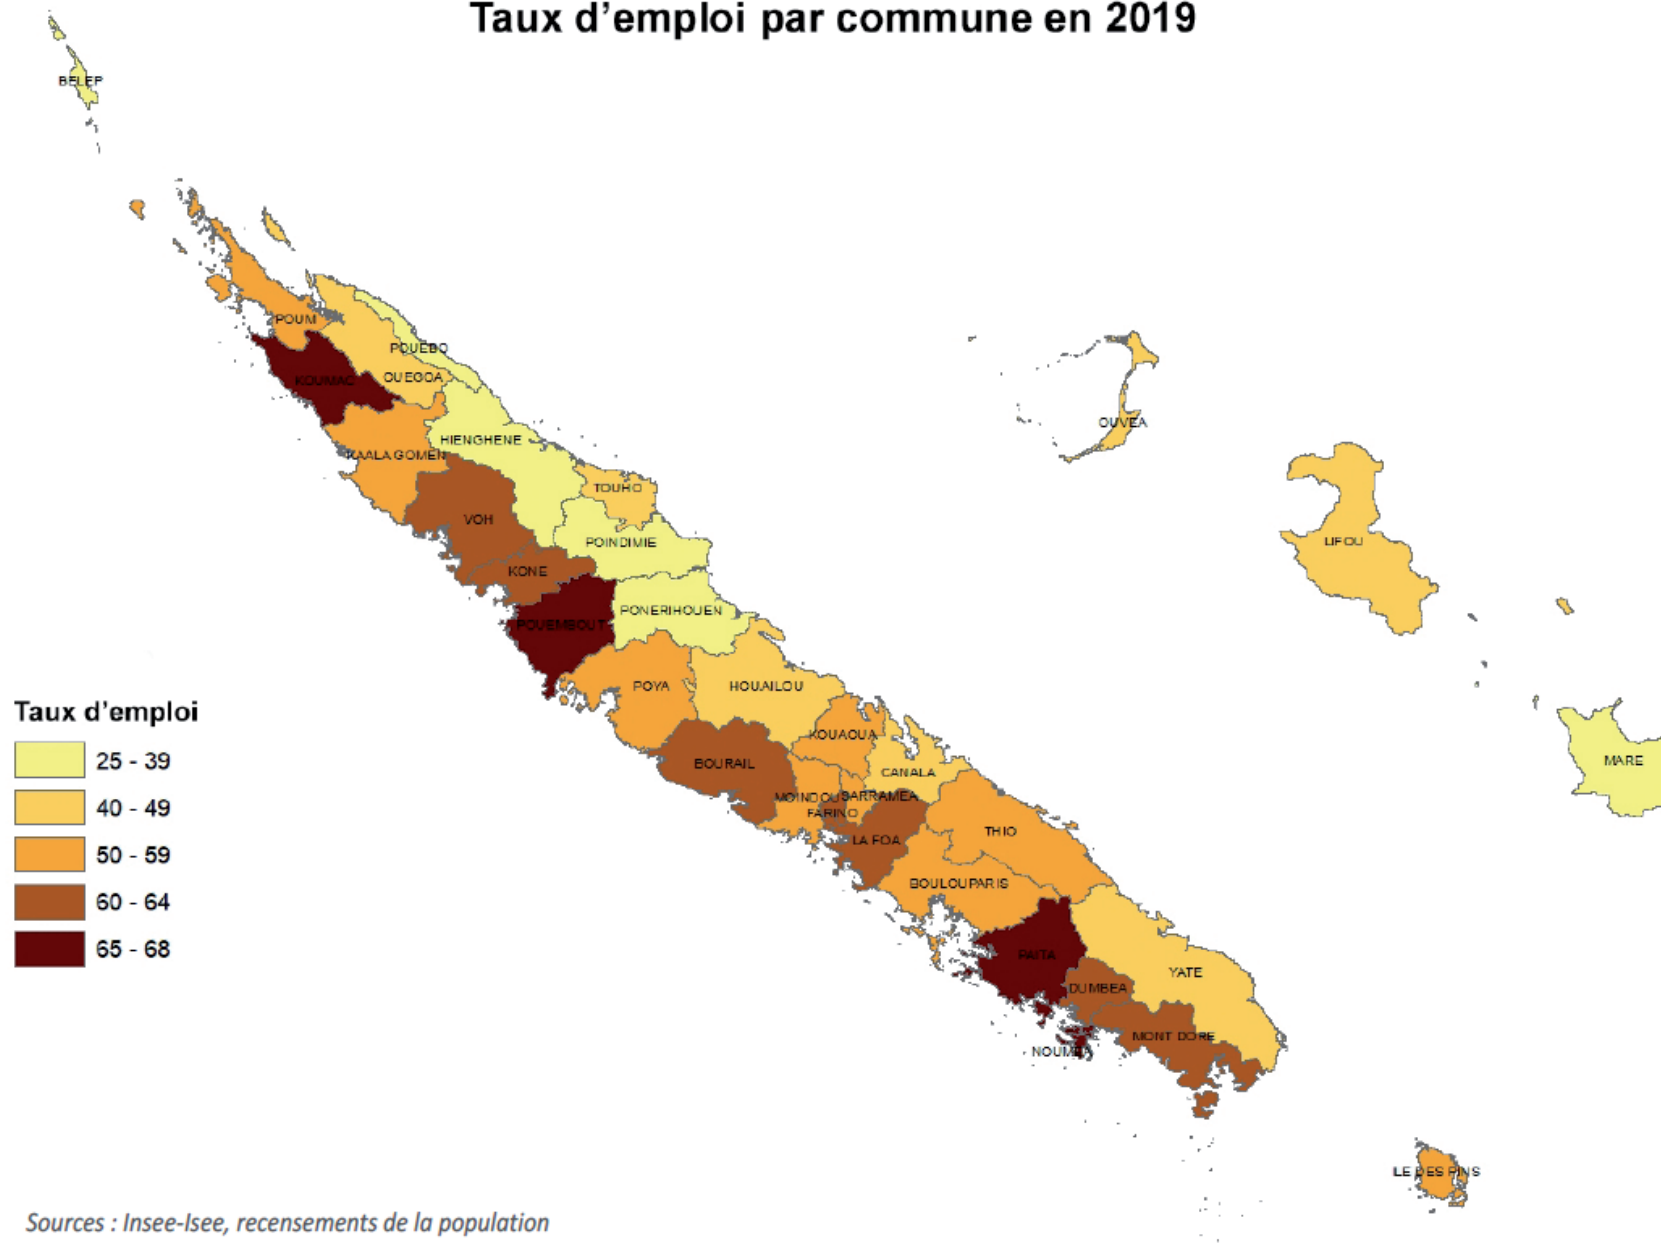 Taux d'emploi par commune en 2019
BELEP
POUM
POUEBO
KOUMAC
OUEGOA
OUVEA
HIENGHENE
KAALA GOMEN
TOUHO
VOH
POINDIMIE
LIFOU
KONE
PONERIHOUEN
POUEMBOUT
POYA
HOUAILOU
Taux d'emploi
KOUAOUA
25 - 39
BOURAIL
MARE
CANALA
MOINDOU
SARRAMEA
40 - 49
FARINO
THIO
LA FOA
50 - 59
BOULOUPARIS
60 - 64
65 - 68
PAITA
YATE
DUMBEA
MONT DORE
NOUMEA
ILE DES PINS
Sources : Insee-Isee, recensements de la population